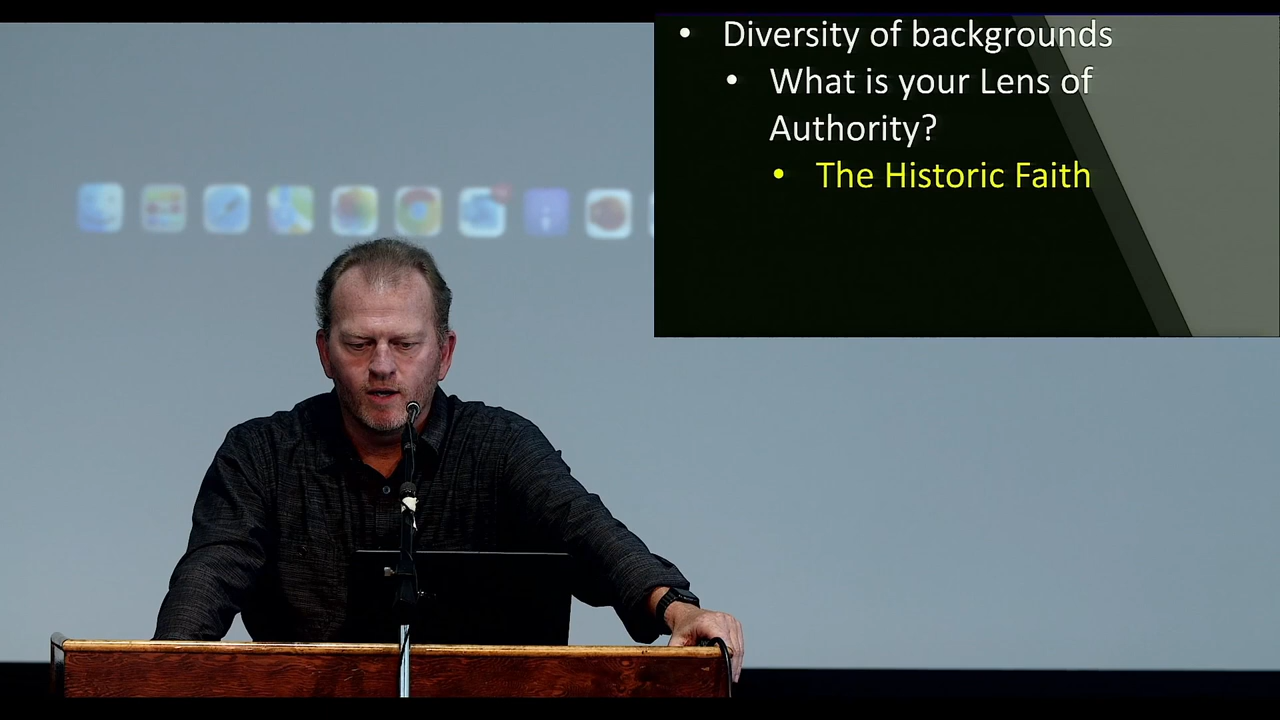 • Diversity of backgrounds
• What is your Lens of
Authority?
• The Historic Faith